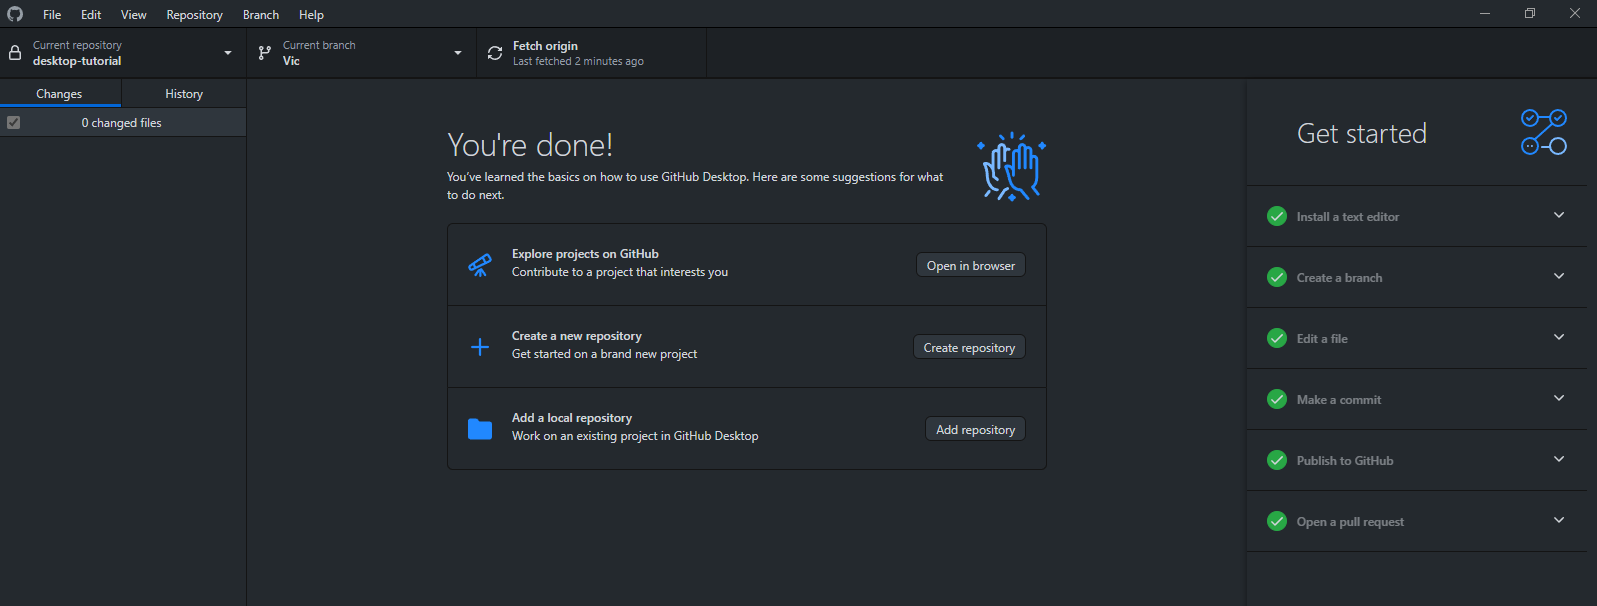 File Edit View Repository Branch Help
Current repository
desktop-tutorial
Current branch
Vic
Fetch origin
Last fetched 2 minutes ago
Changes History
0 changed files
You're done!
You've learned the basics on how to use GitHub Desktop. Here are some suggestions for what
to do next.
Explore projects on GitHub
Contribute to a project that interests you
Open in browser
Create a new repository
Get started on a brand new project
Create repository
Add a local repository
Work on an existing project in GitHub Desktop
Add repository
Get started
Install a text editor
Create a branch
Edit a file
Make a commit
Publish to GitHub
Open a pull request